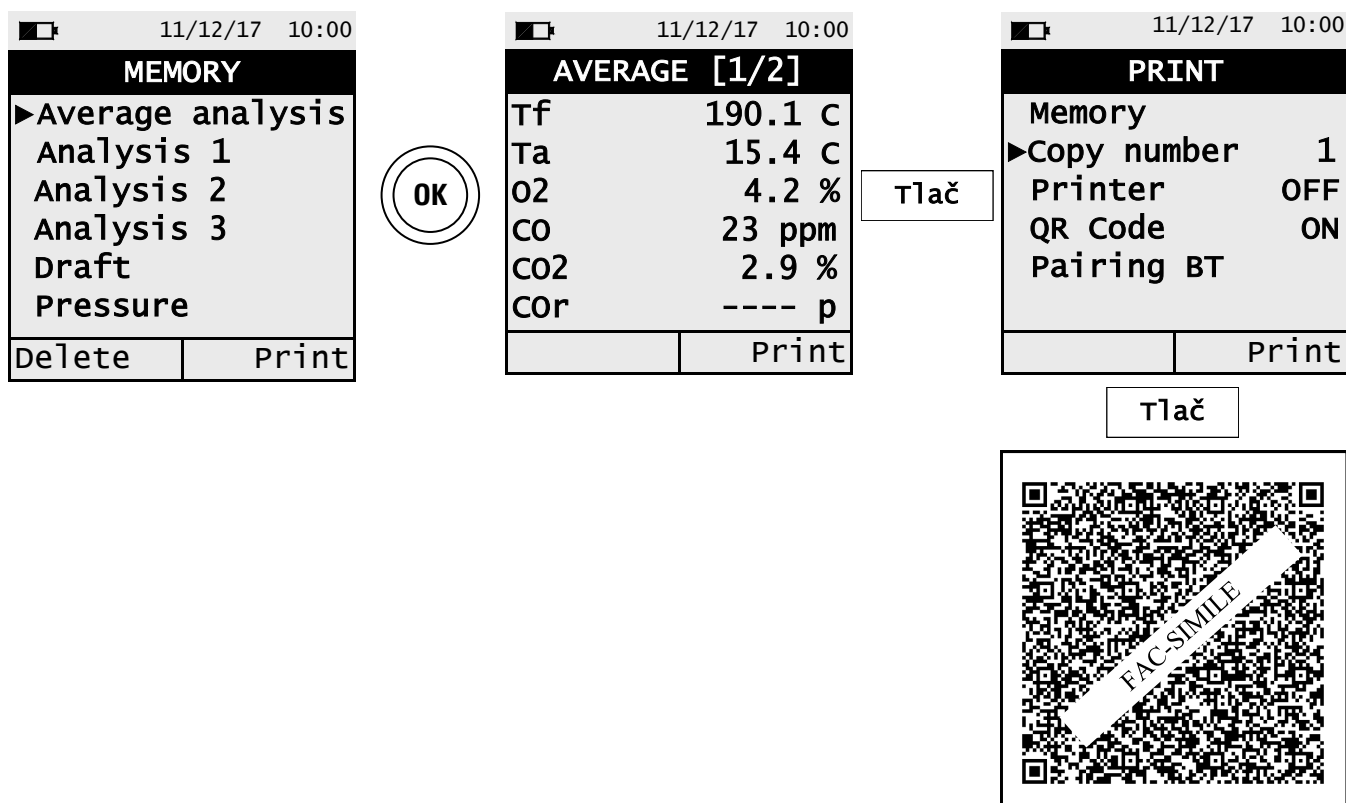 11/12/17 10:00
MEMORY
►Average analysis
Analysis 1
Analysis 2
Analysis 3
Draft
Pressure
Delete Print
OK
11/12/17 10:00
AVERAGE [1/2]
Tf 190.1 C
Ta 15.4 C
O2 4.2 %
CO 23 ppm
CO2 2.9 %
COr ---- p
Print
Tlač
11/12/17 10:00
PRINT
Memory
►Copy number 1
Printer OFF
QR Code ON
Pairing BT
Print
Tlač
FAC-SIMILE